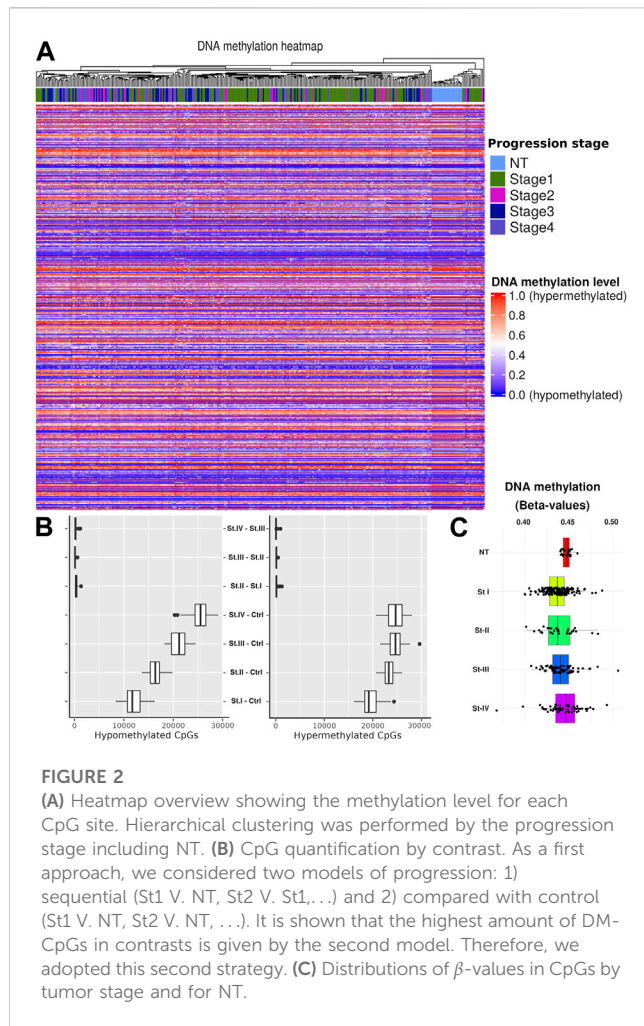 A
DNA methylation heatmap
Progression stage
NT
Stage1
Stage2
Stage3
Stage4
DNA methylation level
1.0 (hypermethylated)
0.8
0.6
0.4
0.2
0.0 (hypomethylated)
B
St.IV - St.III
St.III - St.II
St.II - St.I
St.IV - Ctrl
St.III - Ctrl
St.II - Ctrl
St.I - Ctrl
0 10000 20000 30000
Hypomethylated CpGs
0 10000 20000 30000
Hypermethylated CpGs
C
DNA methylation
(Beta-values)
0.40 0.45 0.50
NT
St I
St-II
St-III
St-IV
FIGURE 2
(A) Heatmap overview showing the methylation level for each
CpG site. Hierarchical clustering was performed by the progression
stage including NT. (B) CpG quantification by contrast. As a first
approach, we considered two models of progression: 1)
sequential (St1 V. NT, St2 V. St1,...) and 2) compared with control
(St1 V. NT, St2 V. NT, ...). It is shown that the highest amount of DM-
CpGs in contrasts is given by the second model. Therefore, we
adopted this second strategy. (C) Distributions of β-values in CpGs by
tumor stage and for NT.